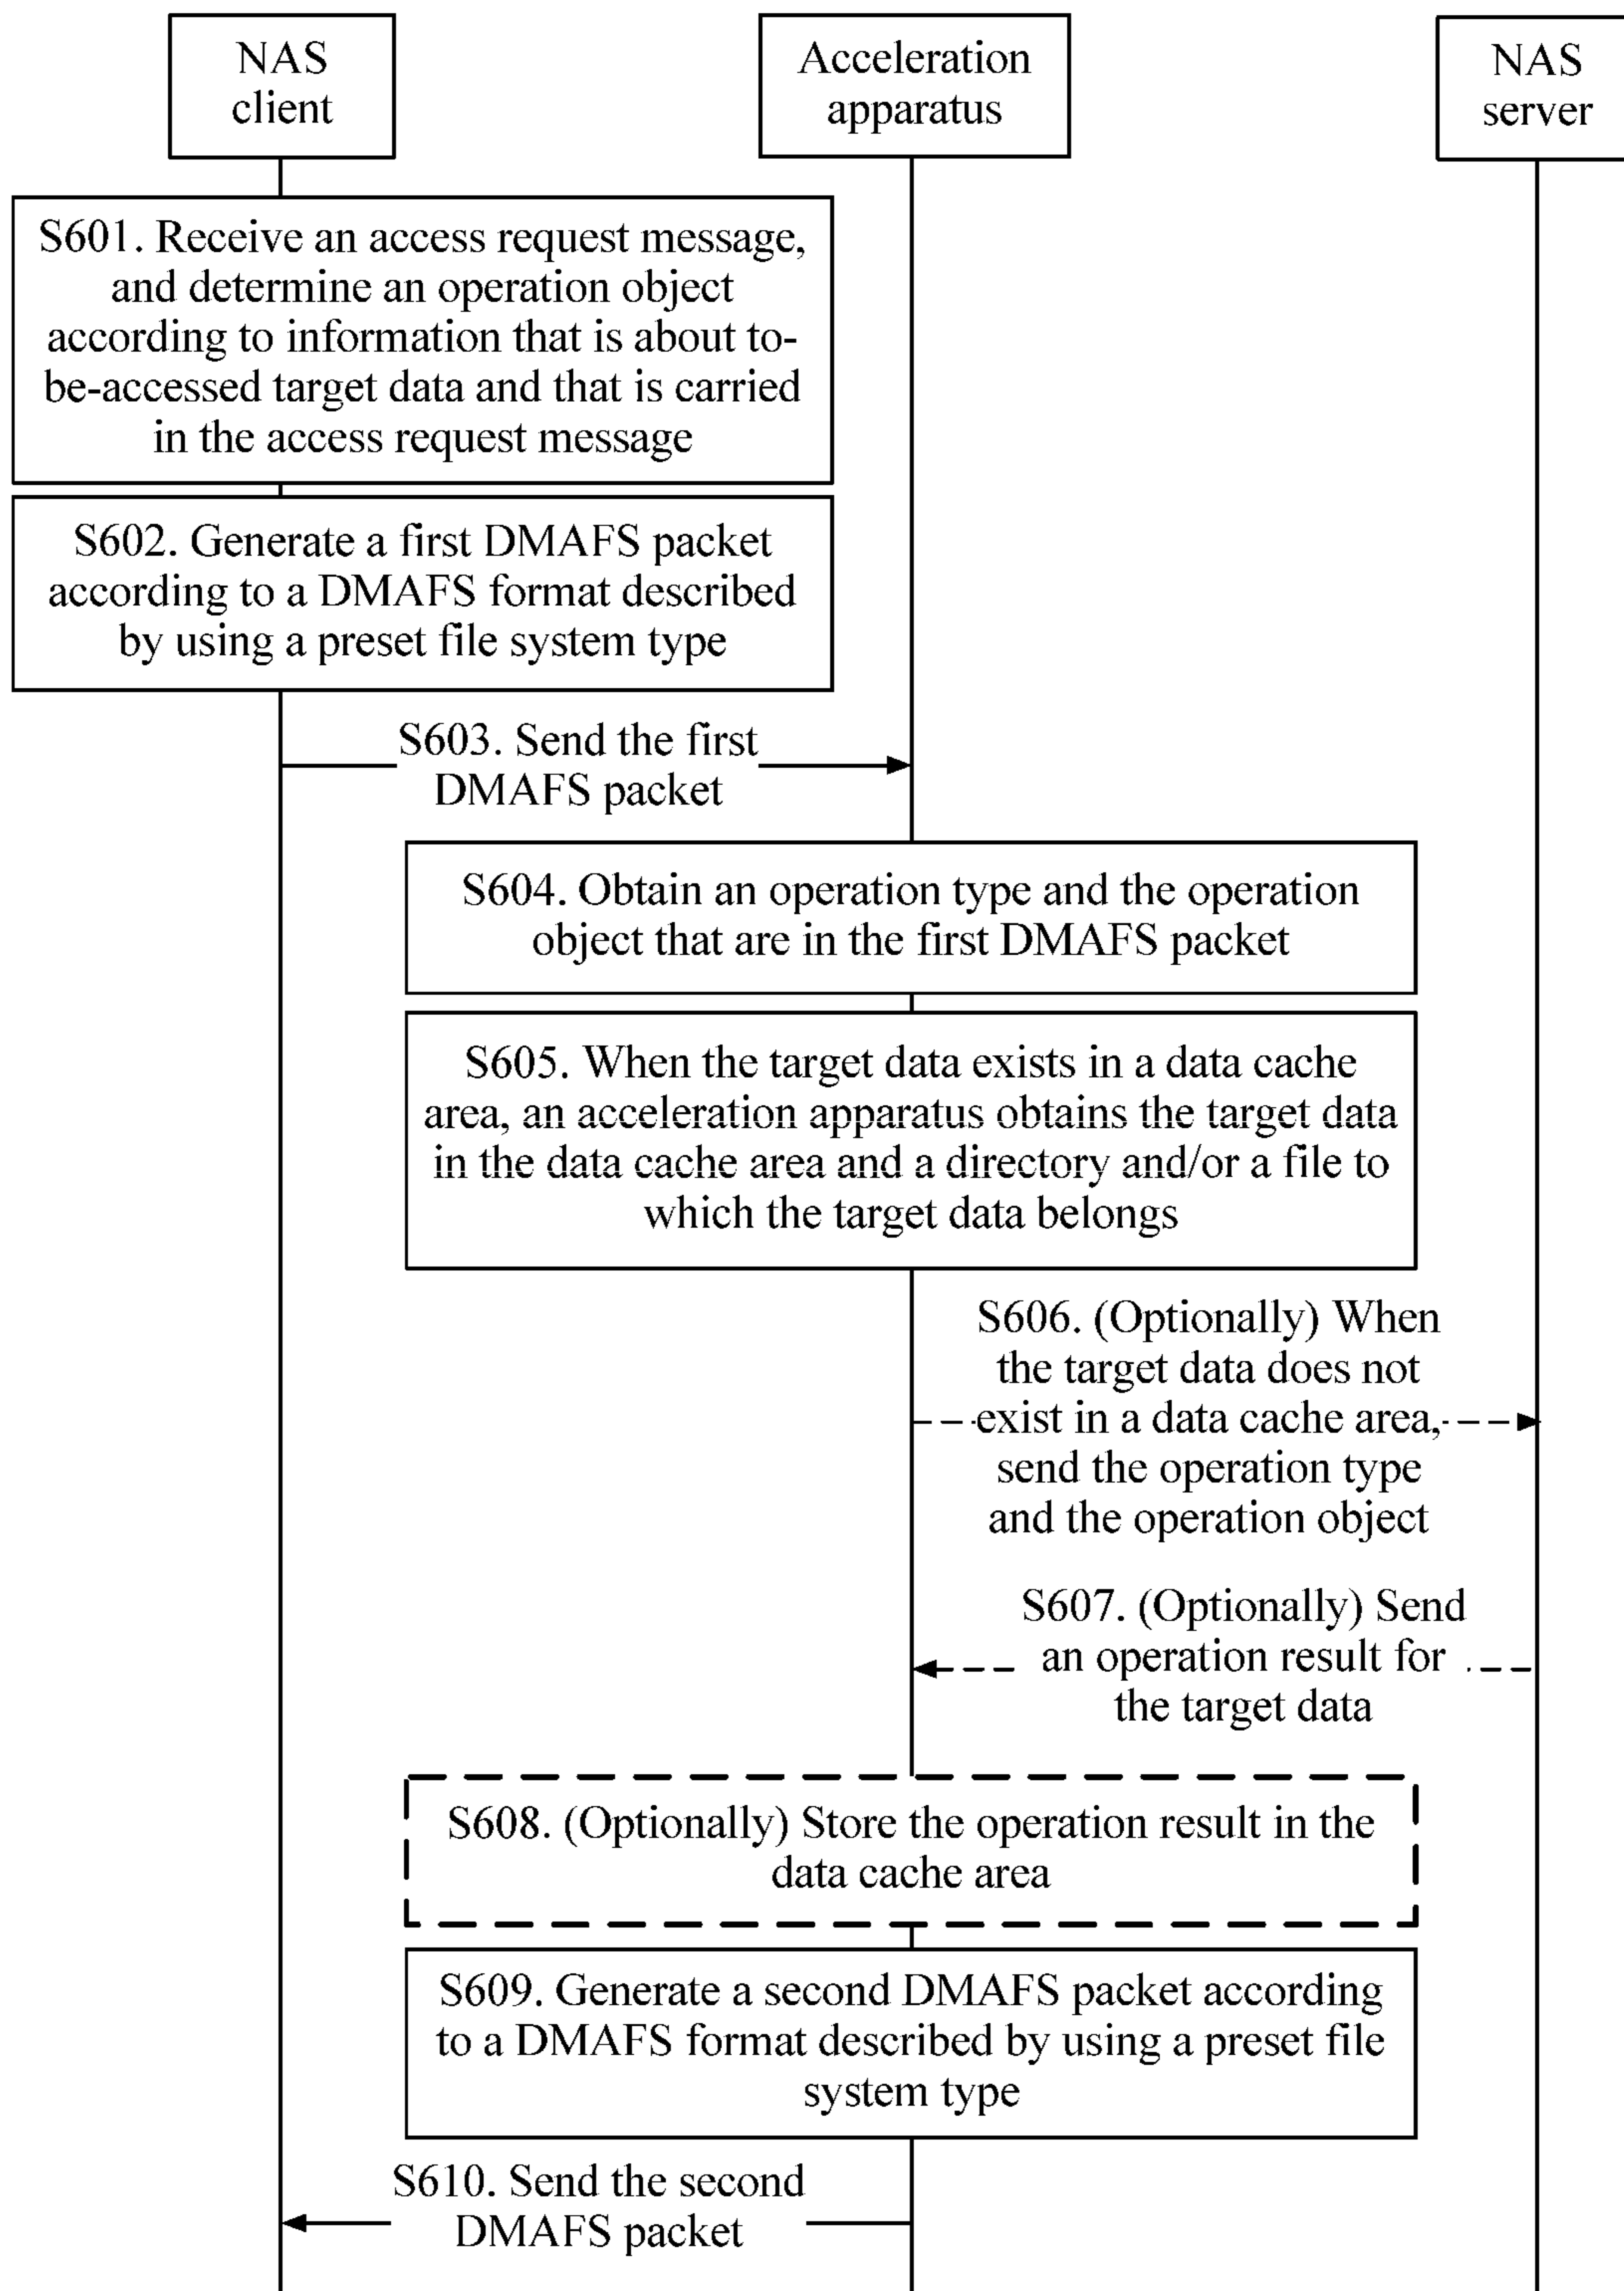 NAS
client
Acceleration
apparatus
NAS
server
S601. Receive an access request message,
and determine an operation object
according to information that is about to-
be-accessed target data and that is carried
in the access request message
S602. Generate a first DMAFS packet
according to a DMAFS format described
by using a preset file system type
S603. Send the first
DMAFS packet
S604. Obtain an operation type and the operation
object that are in the first DMAFS packet
S605. When the target data exists in a data cache
area, an acceleration apparatus obtains the target data
in the data cache area and a directory and/or a file to
which the target data belongs
S606. (Optionally) When
the target data does not
exist in a data cache area,
send the operation type
and the operation object
S607. (Optionally) Send
an operation result for
the target data
S608. (Optionally) Store the operation result in the
data cache area
S609. Generate a second DMAFS packet according
to a DMAFS format described by using a preset file
system type
S610. Send the second
DMAFS packet